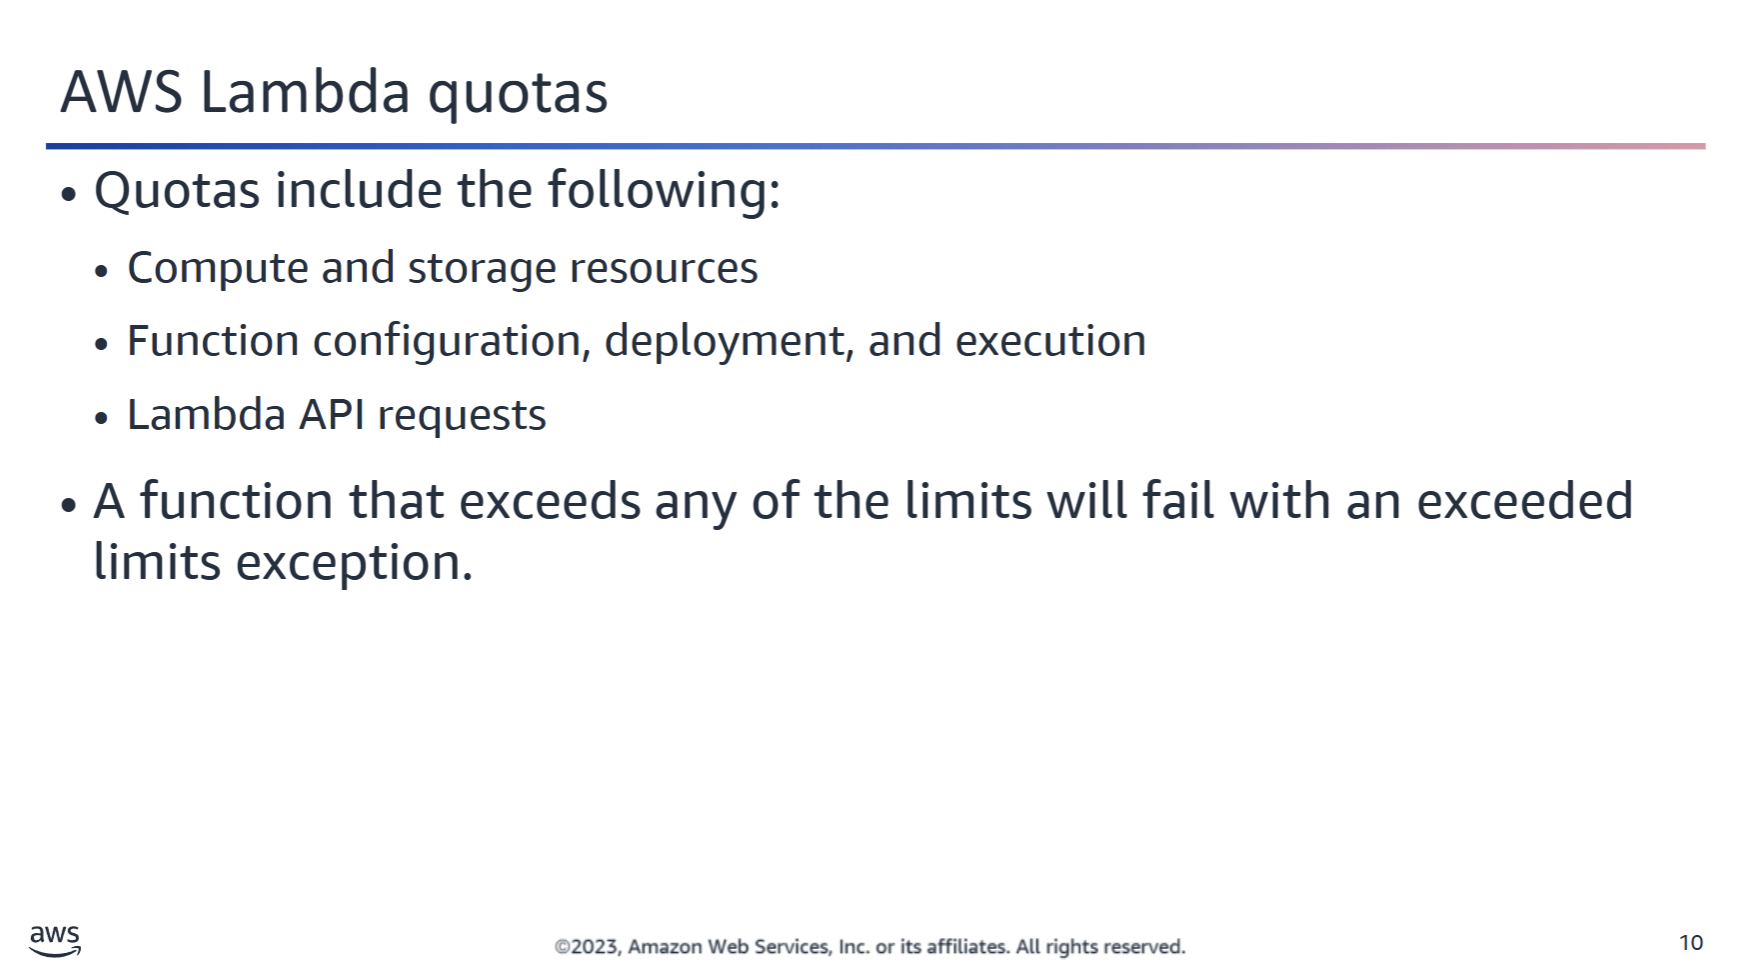 AWS Lambda quotas
• Quotas include the following:
• Compute and storage resources
• Function configuration, deployment, and execution
• Lambda API requests
• A function that exceeds any of the limits will fail with an exceeded
limits exception.
aws
©2023, Amazon Web Services, Inc. or its affiliates. All rights reserved.
10